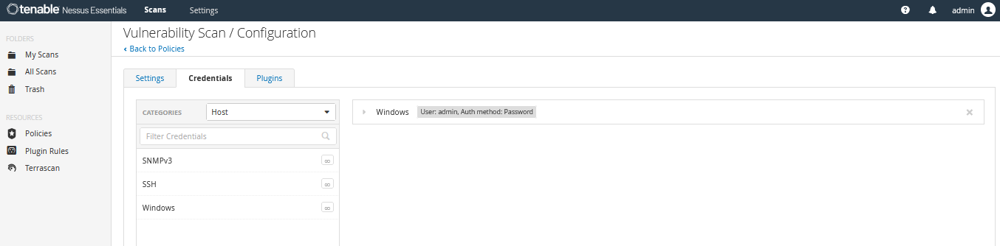 tenable Nessus Essentials Scans Settings admin
FOLDERS
My Scans
All Scans
Trash
RESOURCES
Policies
Plugin Rules
Terrascan
Vulnerability Scan / Configuration
‹ Back to Policies
Settings Credentials Plugins
CATEGORIES Host
Filter Credentials
SNMPv3 ∞
SSH ∞
Windows ∞
Windows User: admin, Auth method: Password